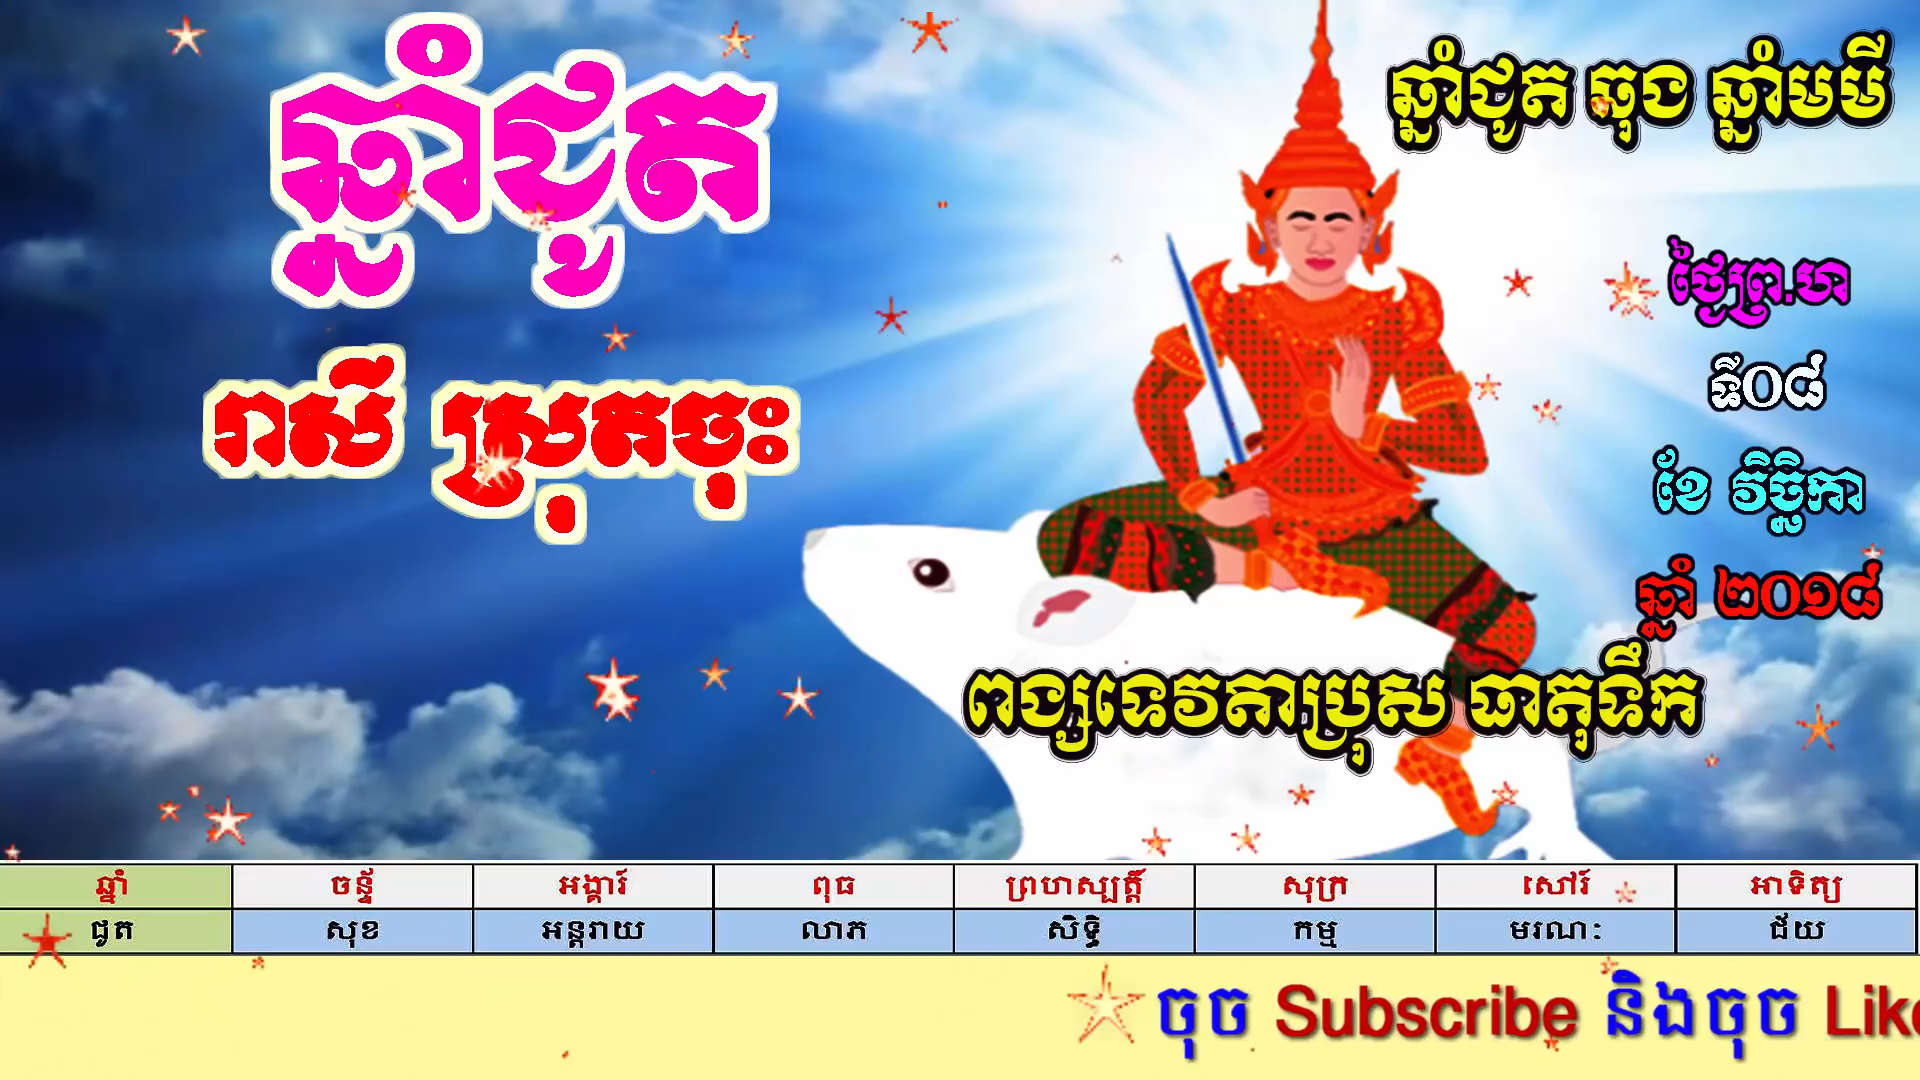 ឆ្នាំជូត
រាសី ស្រុតចុះ
ឆ្នាំជូត ឆុង ឆ្នាំមមី
ថ្ងៃព្រ.ហ
ទី០៨
ខែ វិច្ឆិកា
ឆ្នាំ ២០១៨
ពង្សទេវតាប្រុស ធាតុទឹក
ឆ្នាំ ចន្ទ័ អង្គារ៍ ពុធ ព្រហស្បត្តិ៍ សុក្រ សៅរ៍ អាទិត្យ
ជូត សុខ អន្តរាយ លាភ សិទ្ធិ កម្ម មរណៈ ជ័យ
ចុច Subscribe និងចុច Like